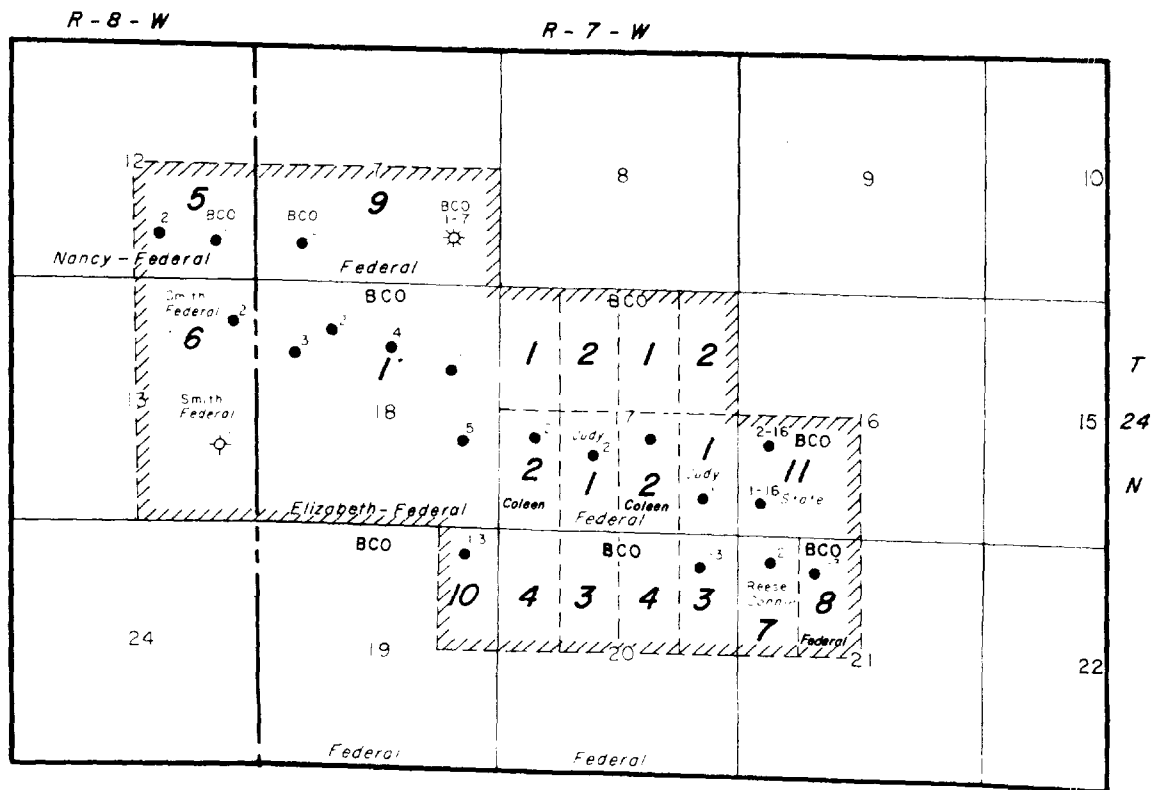 R - 8 - W
R - 7 - W
12
7
8
9
10
5
9
BCO
1-7
2
BCO
BCO
Nancy - Federal
Federal
BCO
BCO
Smith
Federal
2
6
3
2
4
1
1
2
1
2
T
Smith
Federal
13
18
7
16
15
24
5
2
Judy
2
1
2-16
BCO
11
2
1
2
Judy
N
Coleen
Coleen
1-16
State
Elizabeth - Federal
Federal
BCO
BCO
BCO
1-3
2
10
4
3
4
3
Reese
8
7
Federal
24
19
20
21
22
Federal
Federal